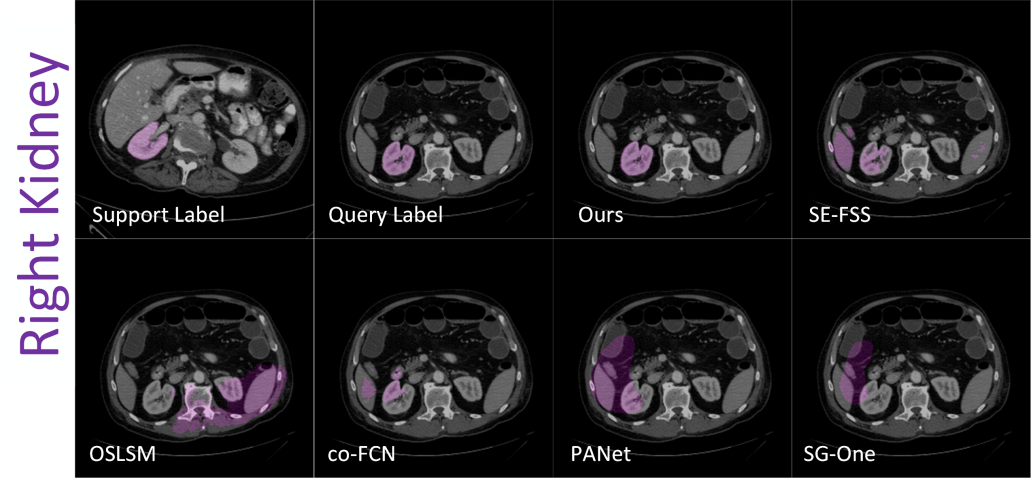 Right Kidney
Support Label
Query Label
Ours
SE-FSS
OSLSM
co-FCN
PANet
SG-One